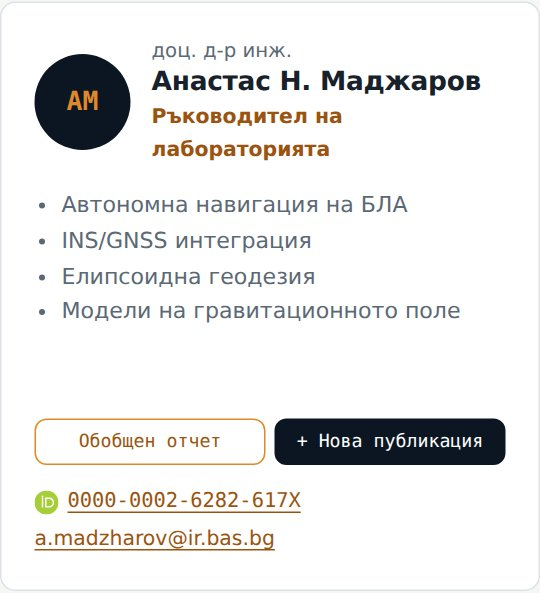 доц. д-р инж.
AM
Анастас Н. Маджаров
Ръководител на
лабораторията
• Автономна навигация на БЛА
• INS/GNSS интеграция
• Елипсоидна геодезия
• Модели на гравитационното поле
Обобщен отчет
+ Нова публикация
iD 0000-0002-6282-617X
a.madzharov@ir.bas.bg